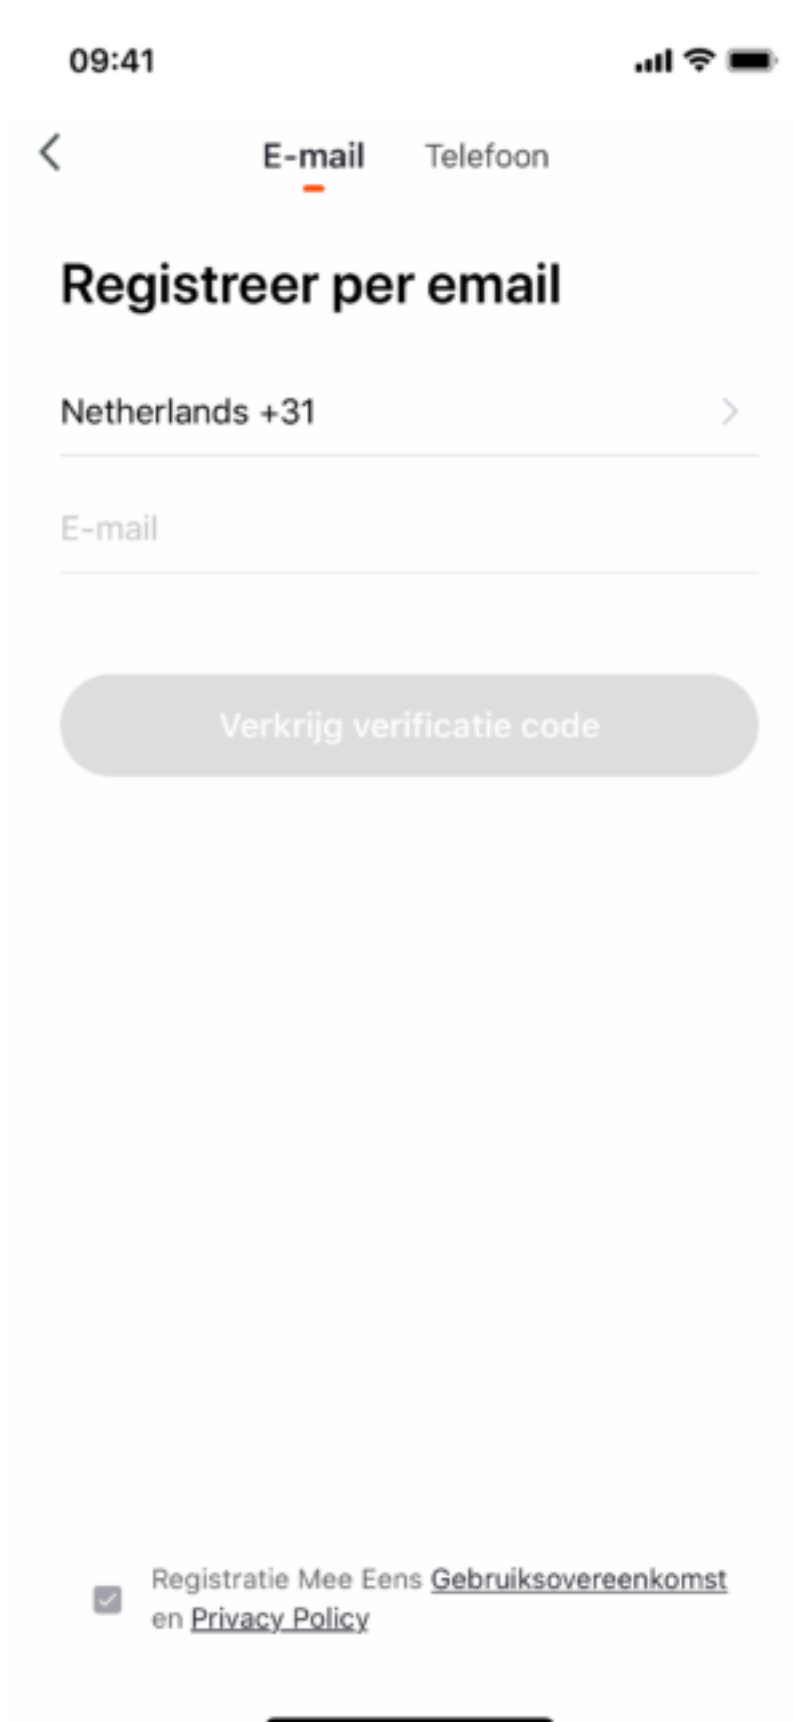 09:41
E-mail Telefoon
Registreer per email
Netherlands +31
E-mail
Verkrijg verificatie code
Registratie Mee Eens Gebruiksovereenkomst
en Privacy Policy